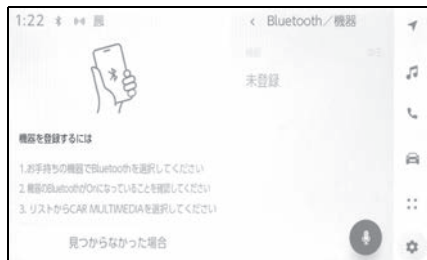 1:22
Bluetooth／機器
未登録
機器を登録するには
1.お手持ちの機器でBluetoothを選択してください
2.機器のBluetoothがOnになっていることを確認してください
3. リストからCAR MULTIMEDIAを選択してください
見つからなかった場合